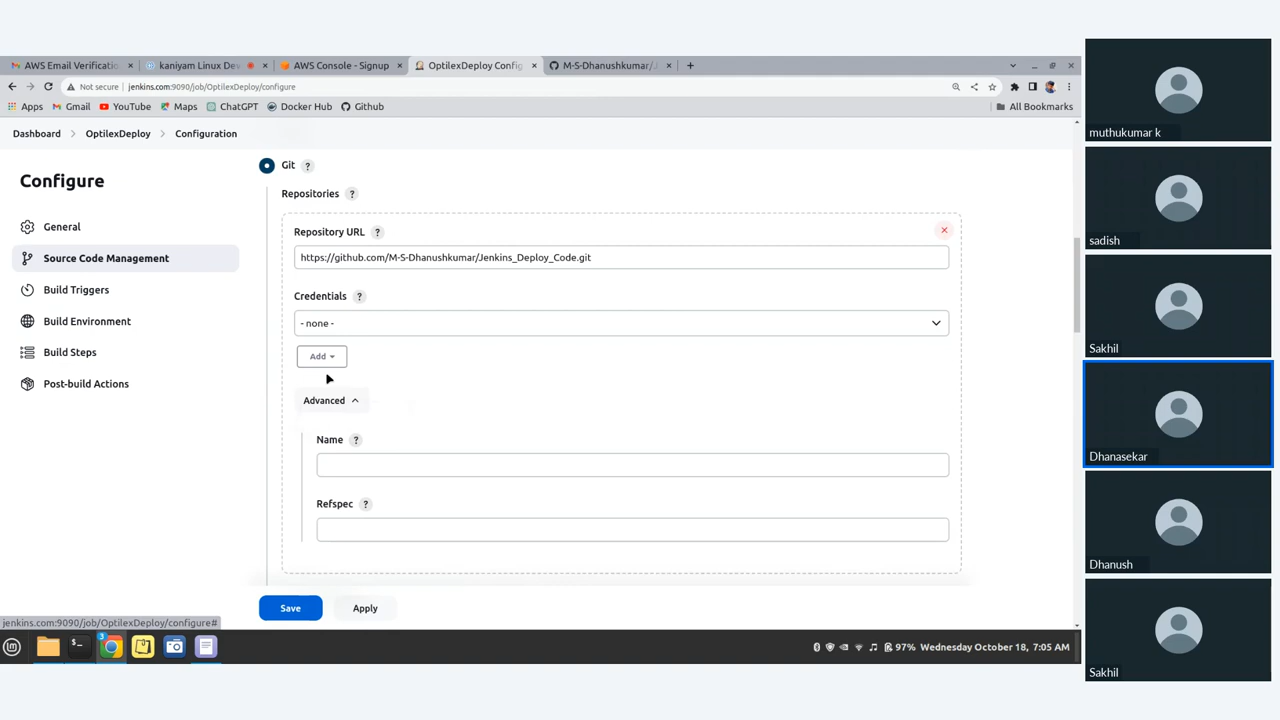 AWS Email Verificatio
kaniyam Linux Dev
AWS Console - Signup
OptilexDeploy Config
M-S-Dhanushkumar/J
Not secure jenkins.com:9090/job/OptilexDeploy/configure
Apps Gmail YouTube Maps ChatGPT Docker Hub Github All Bookmarks
Dashboard OptilexDeploy Configuration
Configure
General
Source Code Management
Build Triggers
Build Environment
Build Steps
Post-build Actions
Git ?
Repositories ?
Repository URL ?
https://github.com/M-S-Dhanushkumar/Jenkins_Deploy_Code.git
Credentials ?
- none -
Add
Advanced
Name ?
Refspec ?
Save Apply
jenkins.com:9090/job/OptilexDeploy/configure#
3
97% Wednesday October 18, 7:05 AM
muthukumar k
sadish
Sakhil
Dhanasekar
Dhanush
Sakhil